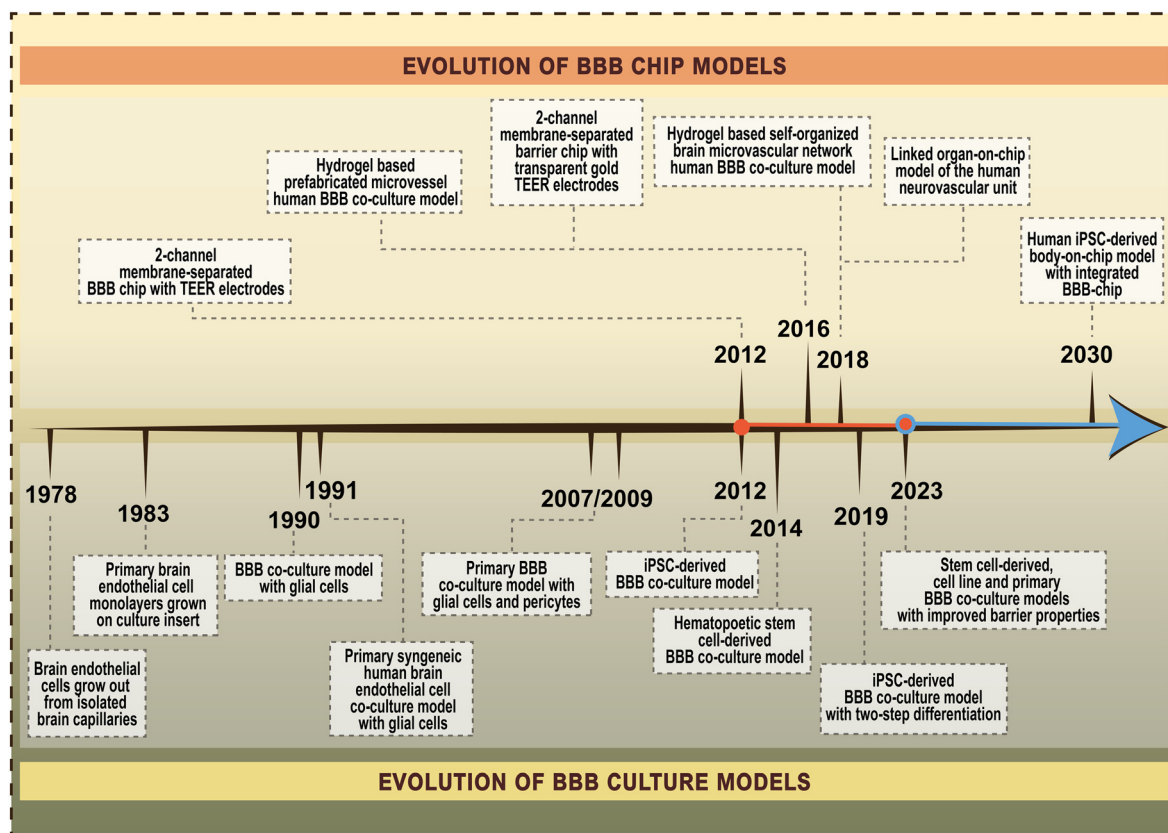 EVOLUTION OF BBB CHIP MODELS
2-channel
membrane-separated
BBB chip with TEER electrodes
Hydrogel based
prefabricated microvessel
human BBB co-culture model
2-channel
membrane-separated
barrier chip with
transparent gold
TEER electrodes
Hydrogel based self-organized
brain microvascular network
human BBB co-culture model
Linked organ-on-chip
model of the human
neurovascular unit
Human iPSC-derived
body-on-chip model
with integrated
BBB-chip
2012
2016
2018
2030
1978
1983
1990
1991
2007/2009
2012
2014
2019
2023
Brain endothelial
cells grow out
from isolated
brain capillaries
Primary brain
endothelial cell
monolayers grown
on culture insert
BBB co-culture model
with glial cells
Primary syngeneic
human brain
endothelial cell
co-culture model
with glial cells
Primary BBB
co-culture model with
glial cells and pericytes
iPSC-derived
BBB co-culture model
Hematopoetic stem
cell-derived
BBB co-culture model
iPSC-derived
BBB co-culture model
with two-step differentiation
Stem cell-derived,
cell line and primary
BBB co-culture models
with improved barrier properties
EVOLUTION OF BBB CULTURE MODELS